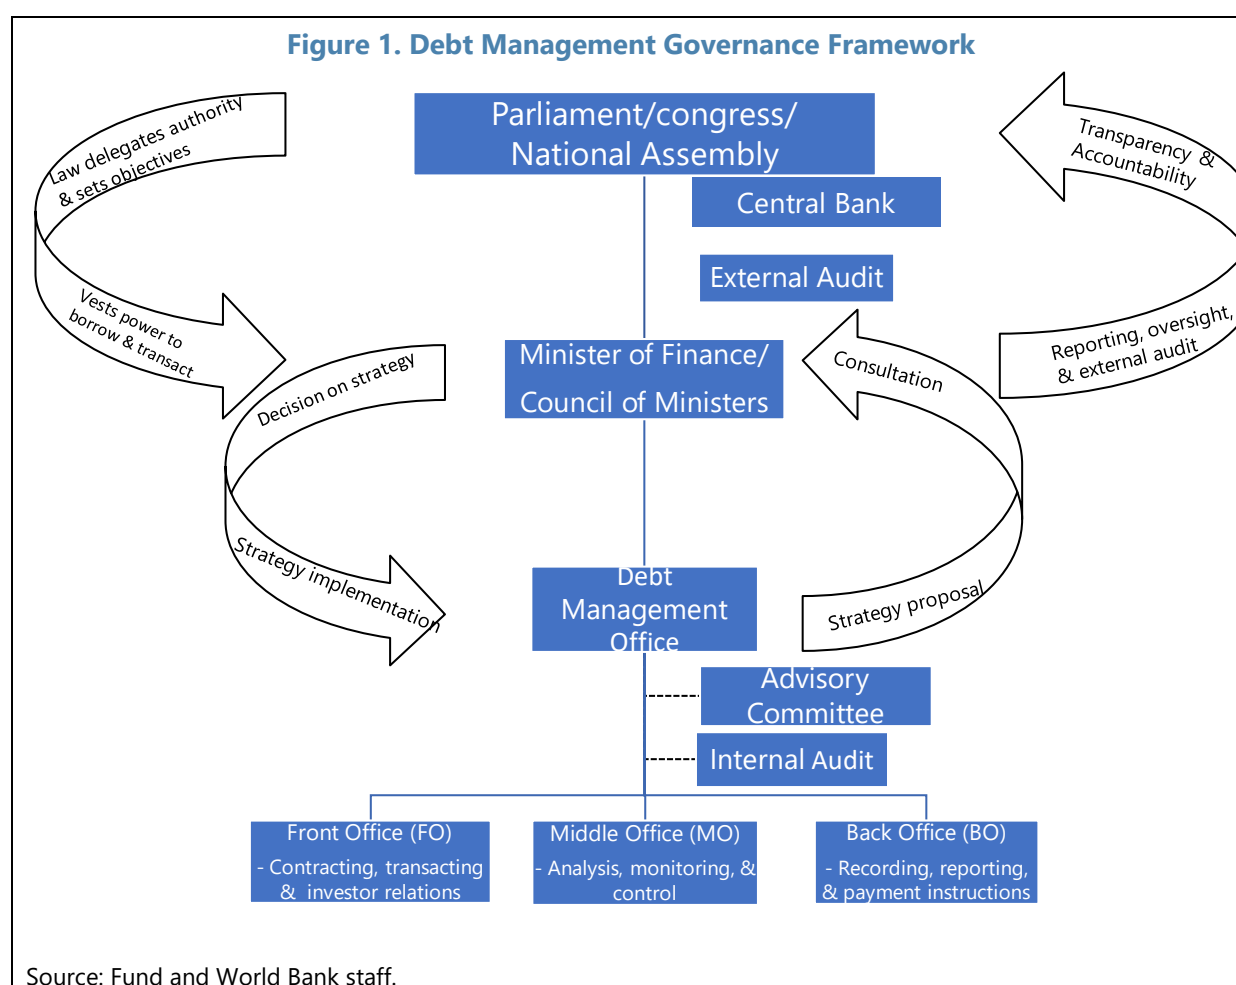 Figure 1. Debt Management Governance Framework
Law delegates authority
& sets objectives
Parliament/congress/
National Assembly
Transparency &
Accountability
Central Bank
External Audit
Vests power to
borrow & transact
Reporting, oversight,
& external audit
Decision on strategy
Minister of Finance/
Council of Ministers
Consultation
Strategy implementation
Debt
Management
Office
Strategy proposal
Advisory
Committee
Internal Audit
Front Office (FO)
- Contracting, transacting
& investor relations
Middle Office (MO)
- Analysis, monitoring, &
control
Back Office (BO)
- Recording, reporting,
& payment instructions
Source: Fund and World Bank staff.